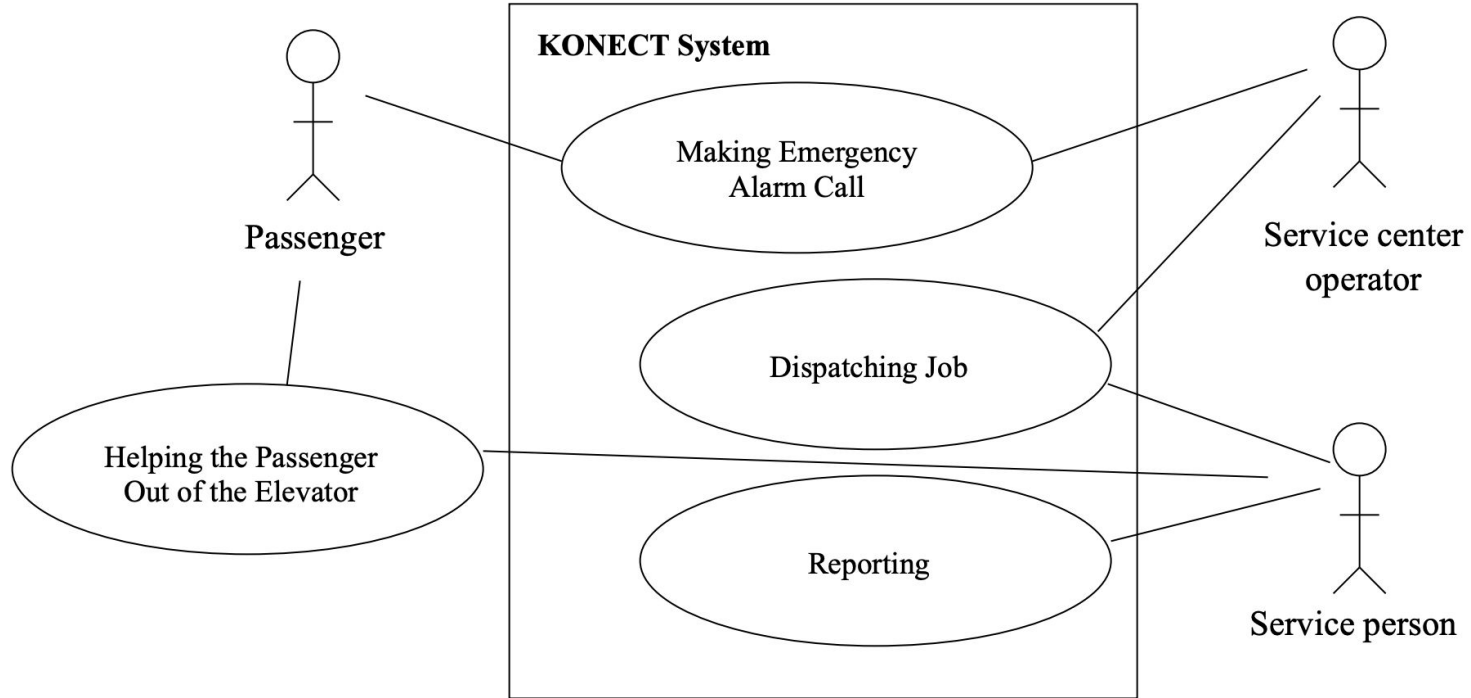 KONECT System
Making Emergency
Alarm Call
Passenger
Service center
operator
Dispatching Job
Helping the Passenger
Out of the Elevator
Reporting
Service person